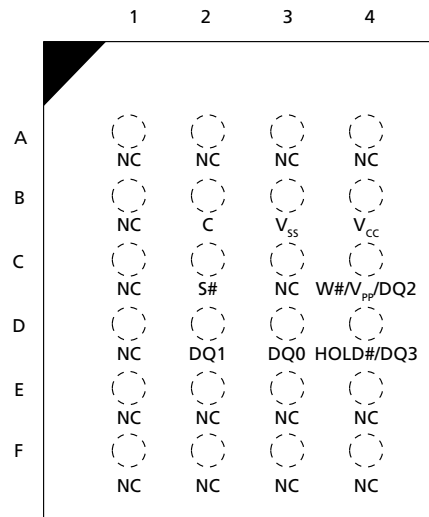 1 2 3 4
A
NC NC NC NC
B
NC C VSS VCC
C
NC S# NC W#/VPP/DQ2
D
NC DQ1 DQ0 HOLD#/DQ3
E
NC NC NC NC
F
NC NC NC NC